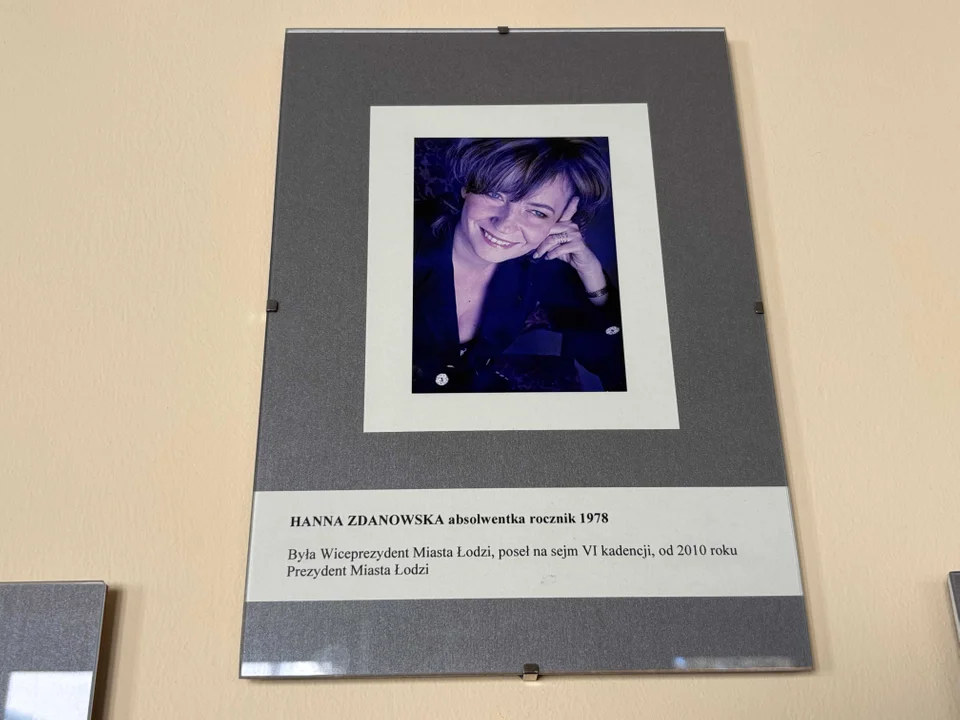 HANNA ZDANOWSKA absolwentka rocznik 1978
Była Wiceprezydent Miasta Łodzi, poseł na sejm VI kadencji, od 2010 roku
Prezydent Miasta Łodzi